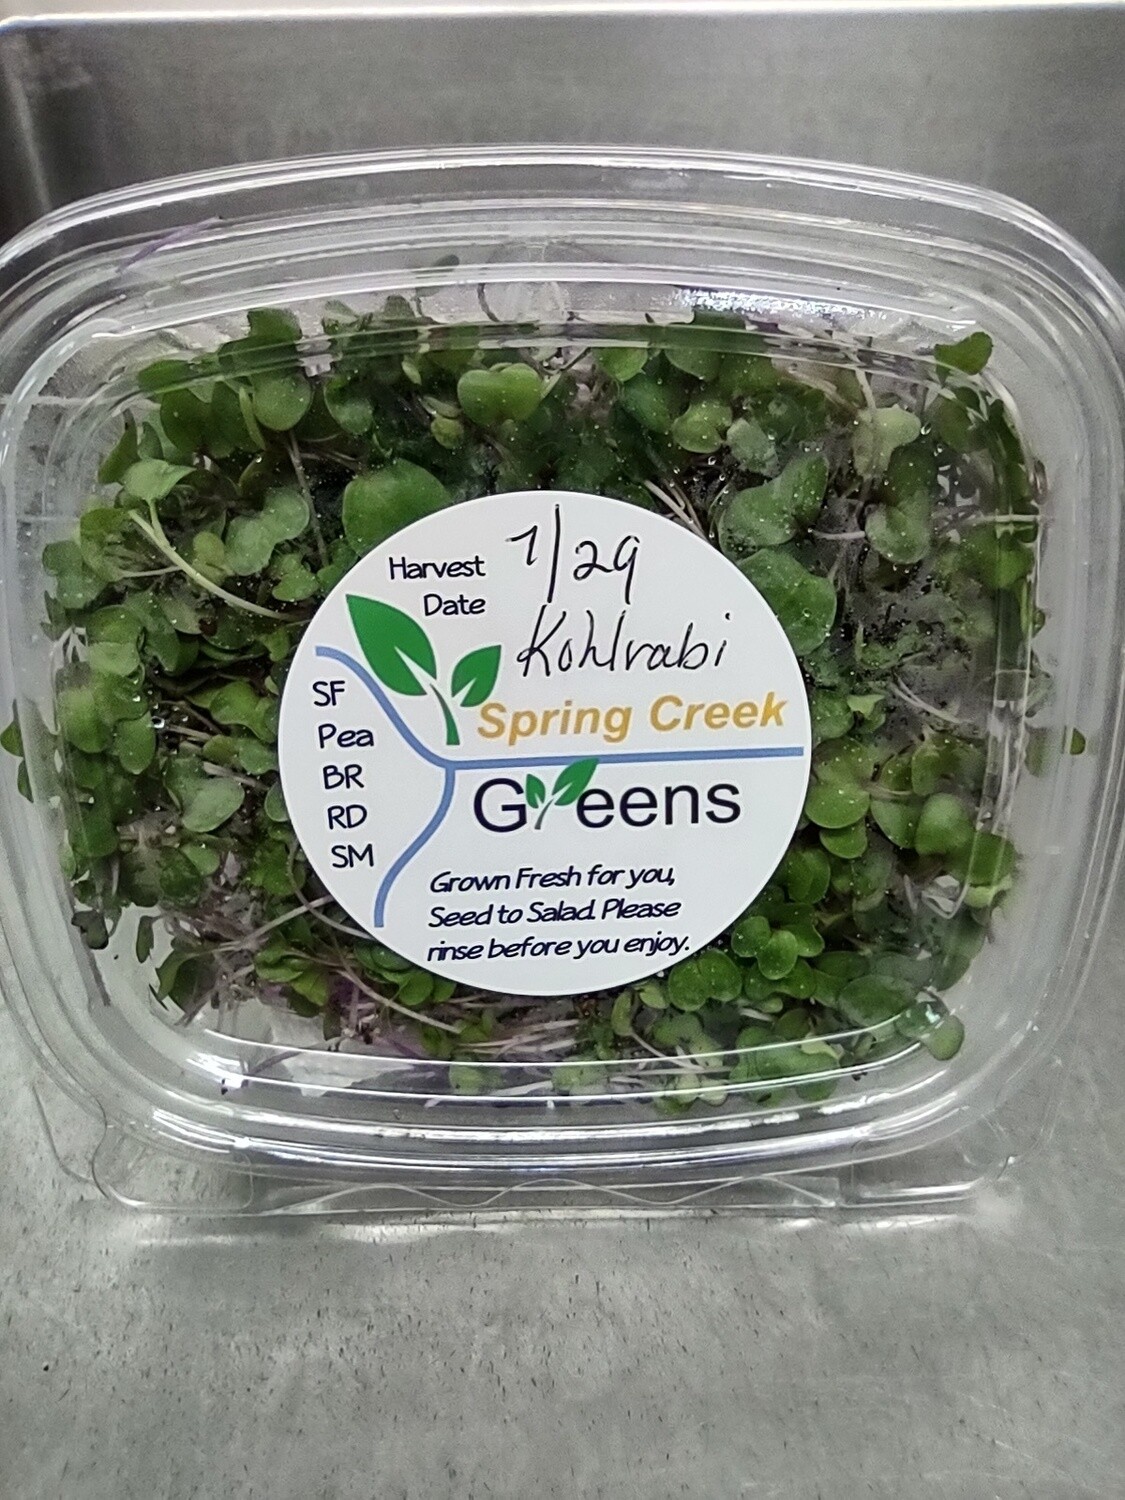 Harvest 1/29
Date
Kohlrabi
SF
Pea
BR
RD
SM
Spring Creek
Greens
Grown Fresh for you,
Seed to Salad. Please
rinse before you enjoy.